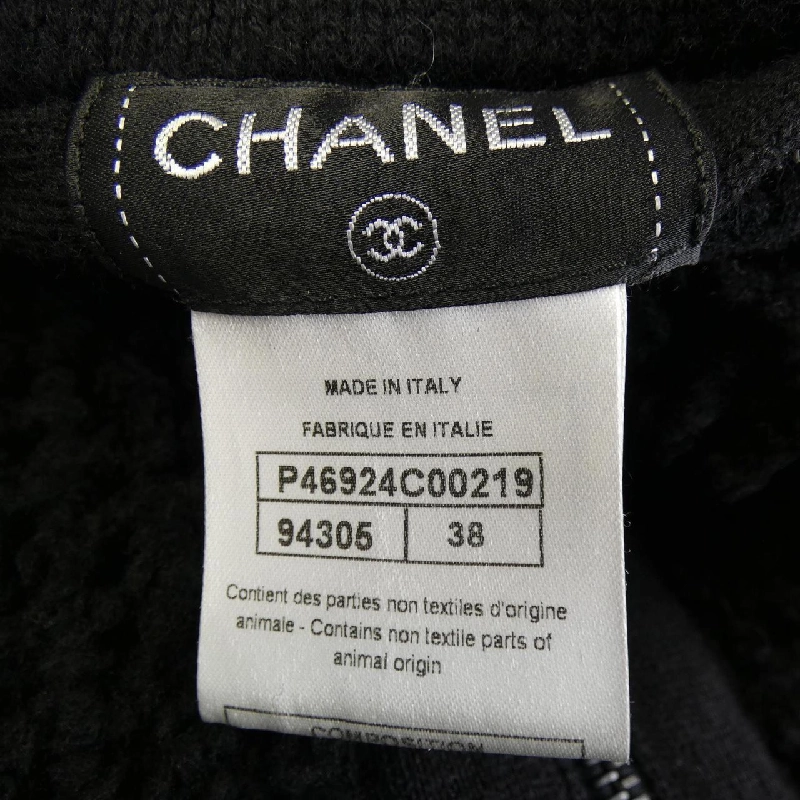 CHANEL
MADE IN ITALY
FABRIQUE EN ITALIE
P46924C00219
94305 38
Contient des parties non textiles d'origine
animale - Contains non textile parts of
animal origin
COMPOSITION